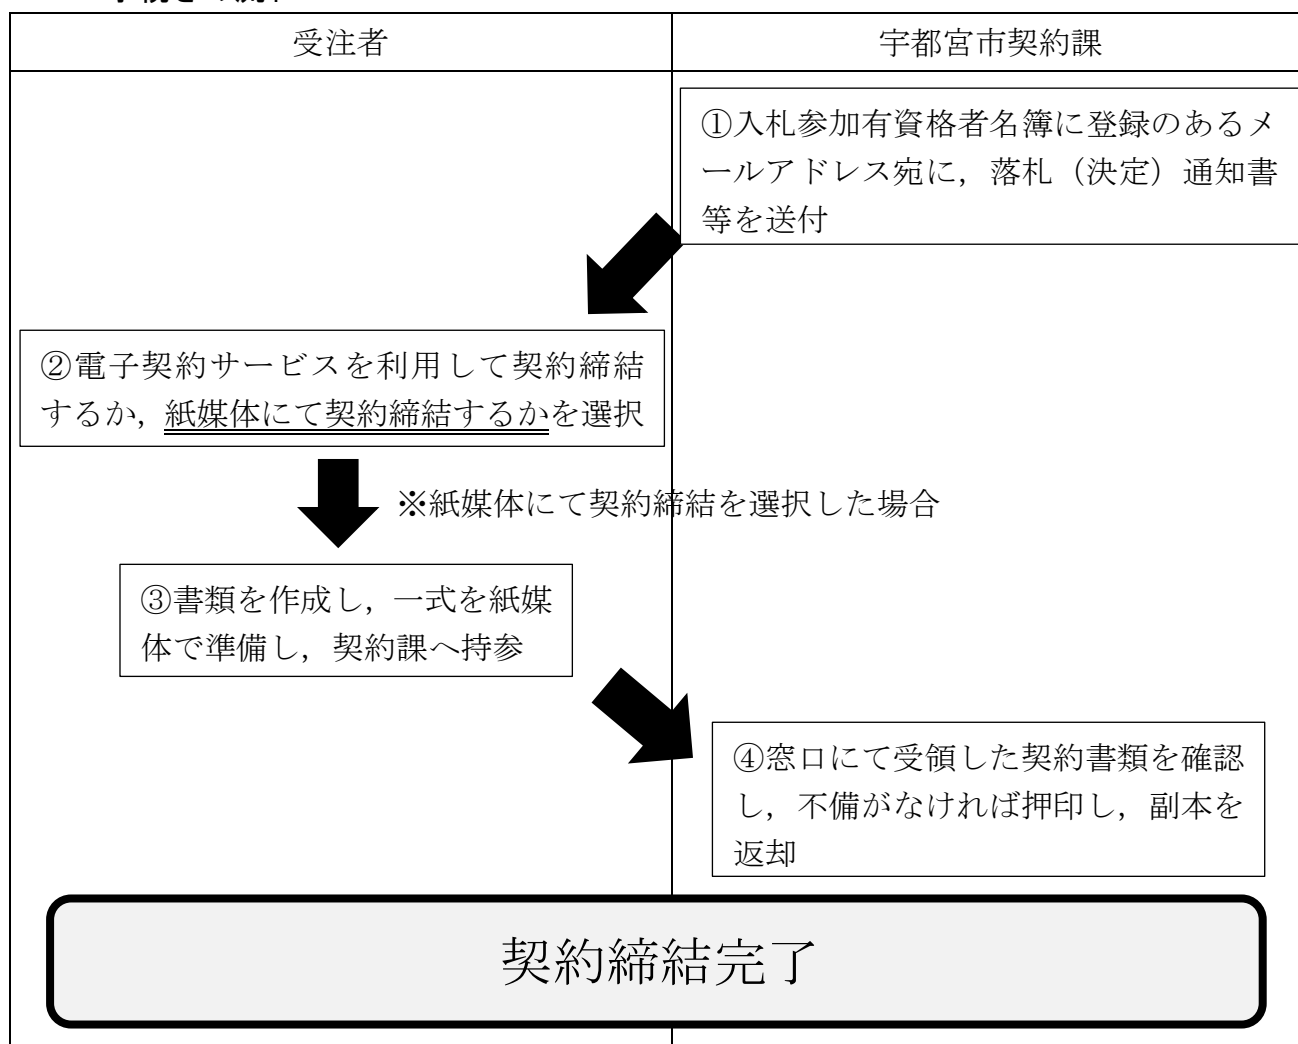 受注者
宇都宮市契約課
①入札参加有資格者名簿に登録のあるメ
ールアドレス宛に，落札（決定）通知書
等を送付
②電子契約サービスを利用して契約締結
するか，紙媒体にて契約締結するかを選択
※紙媒体にて契約締結を選択した場合
③書類を作成し，一式を紙媒
体で準備し，契約課へ持参
④窓口にて受領した契約書類を確認
し，不備がなければ押印し，副本を
返却
契約締結完了